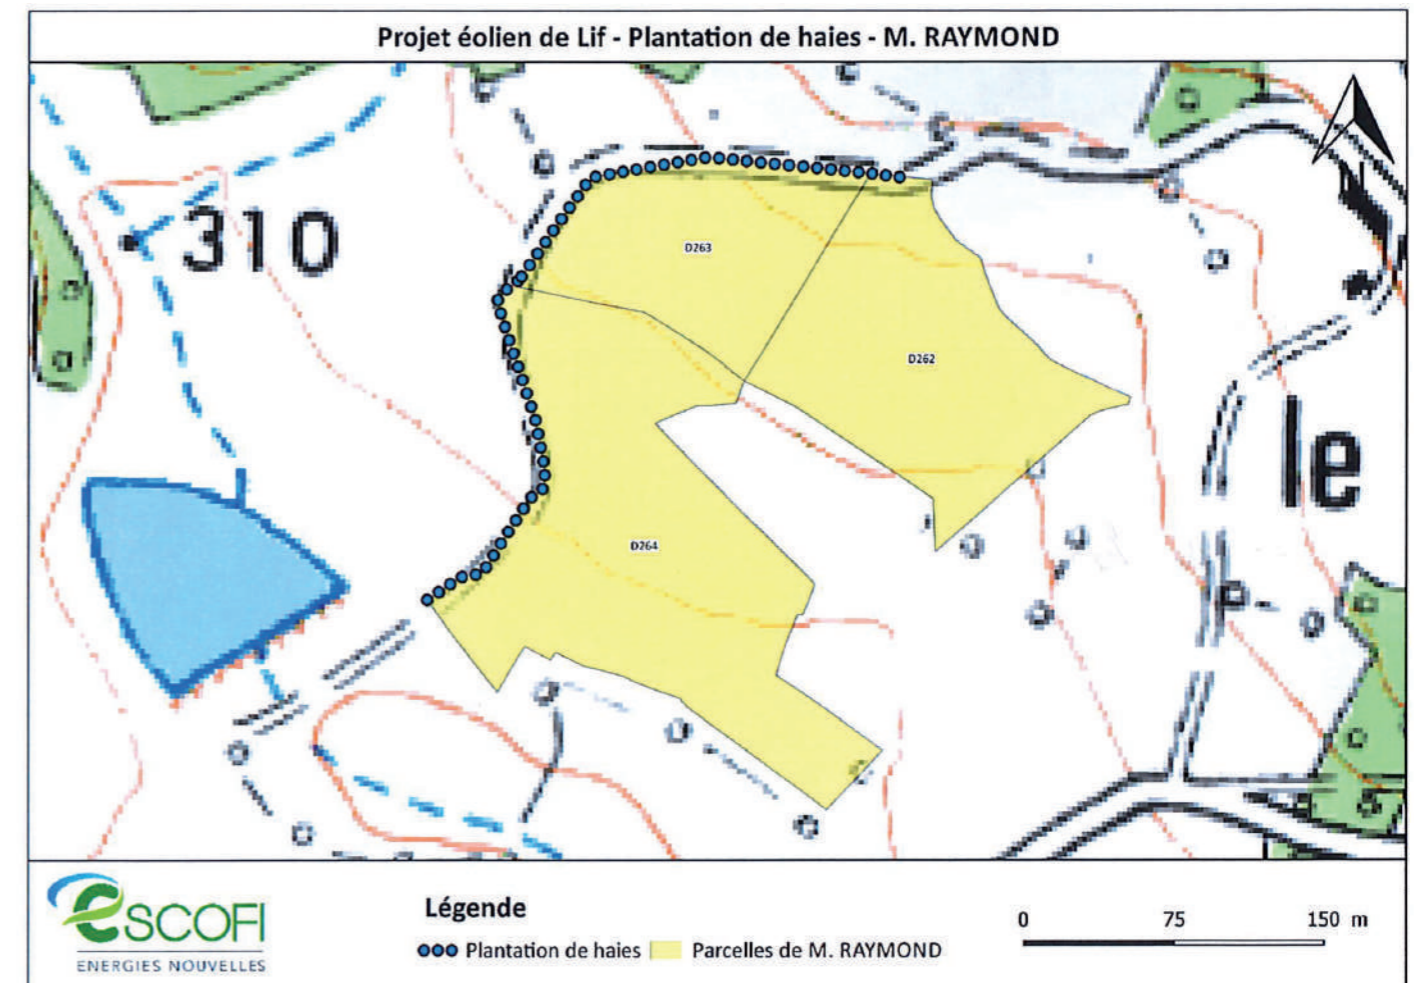 Projet éolien de Lif - Plantation de haies - M. RAYMOND
310
D263
D262
le
D264
ESCOFI
ENERGIES NOUVELLES
Légende
Plantation de haies
Parcelles de M. RAYMOND
0 75 150 m